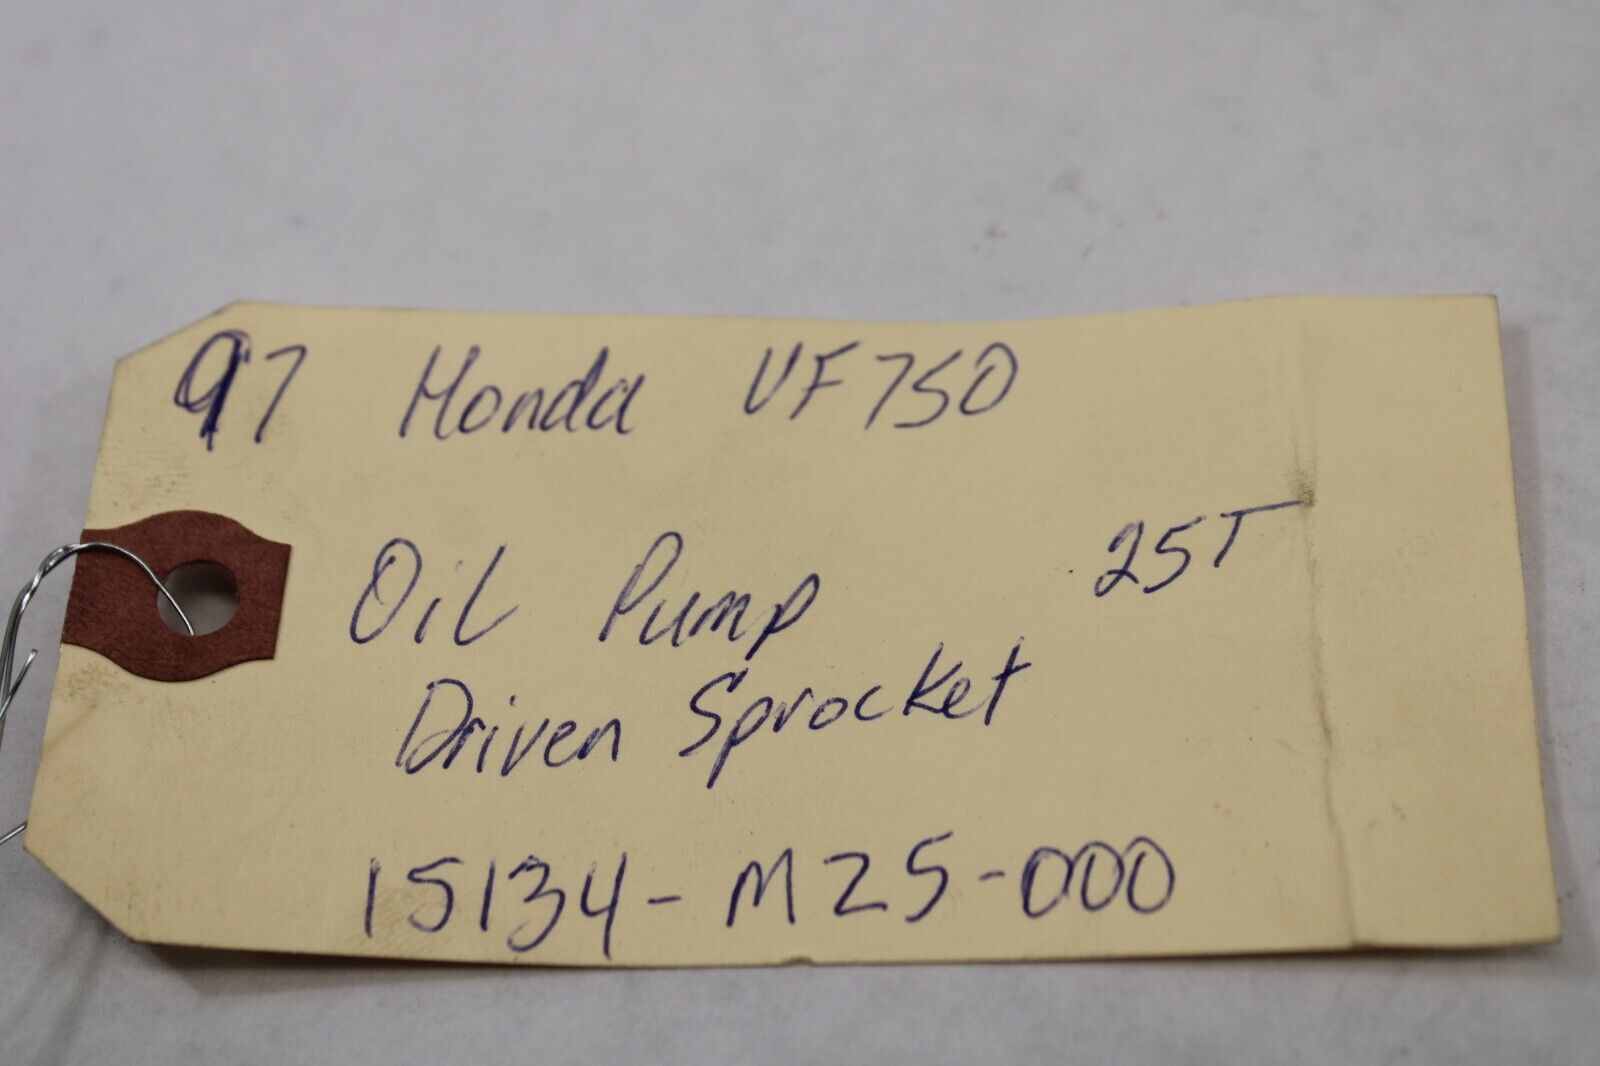 97 Honda VF750
Oil Pump 25T
Driven Sprocket
15134-MZ5-000